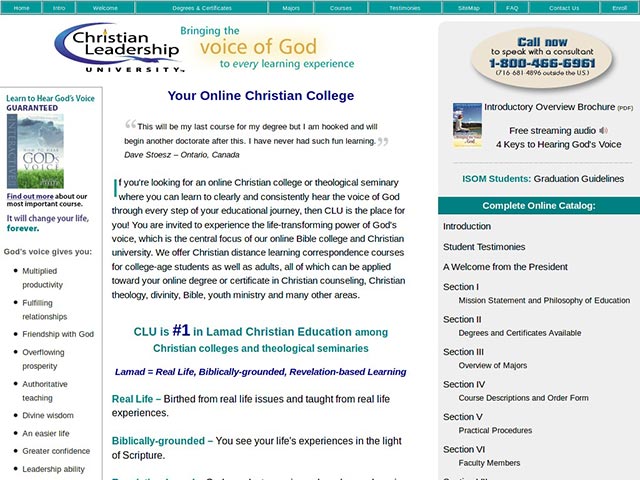 Home
Intro
Welcome
Degrees & Certificates
Majors
Courses
Testimonies
SiteMap
FAQ
Contact Us
Enroll
Christian
Leadership
UNIVERSITY™
Bringing the
voice of God
to every learning experience
Call now
to speak with a consultant
1-800-466-6961
(716-681-4896 outside the U.S.)
Learn to Hear God's Voice
GUARANTEED
GOD'S
Find out more about our
most important course.
It will change your life,
forever.
God's voice gives you:
Multiplied
productivity
Fulfilling
relationships
Friendship with God
Overflowing
prosperity
Authoritative
teaching
Divine wisdom
An easier life
Greater confidence
Leadership ability
Your Online Christian College
“This will be my last course for my degree but I am hooked and will
begin another doctorate after this. I have never had such fun learning.”
Dave Stoesz – Ontario, Canada
If you're looking for an online Christian college or theological seminary
where you can learn to clearly and consistently hear the voice of God
through every step of your educational journey, then CLU is the place for
you! You are invited to experience the life-transforming power of God's
voice, which is the central focus of our online Bible college and Christian
university. We offer Christian distance learning correspondence courses
for college-age students as well as adults, all of which can be applied
toward your online degree or certificate in Christian counseling, Christian
theology, divinity, Bible, youth ministry and many other areas.
CLU is #1 in Lamad Christian Education among
Christian colleges and theological seminaries
Lamad = Real Life, Biblically-grounded, Revelation-based Learning
Real Life – Birthed from real life issues and taught from real life
experiences.
Biblically-grounded – You see your life's experiences in the light
of Scripture.
Introductory Overview Brochure [PDF]
Free streaming audio
4 Keys to Hearing God's Voice
ISOM Students: Graduation Guidelines
Complete Online Catalog:
Introduction
Student Testimonies
A Welcome from the President
Section I
Mission Statement and Philosophy of Education
Section II
Degrees and Certificates Available
Section III
Overview of Majors
Section IV
Course Descriptions and Order Form
Section V
Practical Procedures
Section VI
Faculty Members